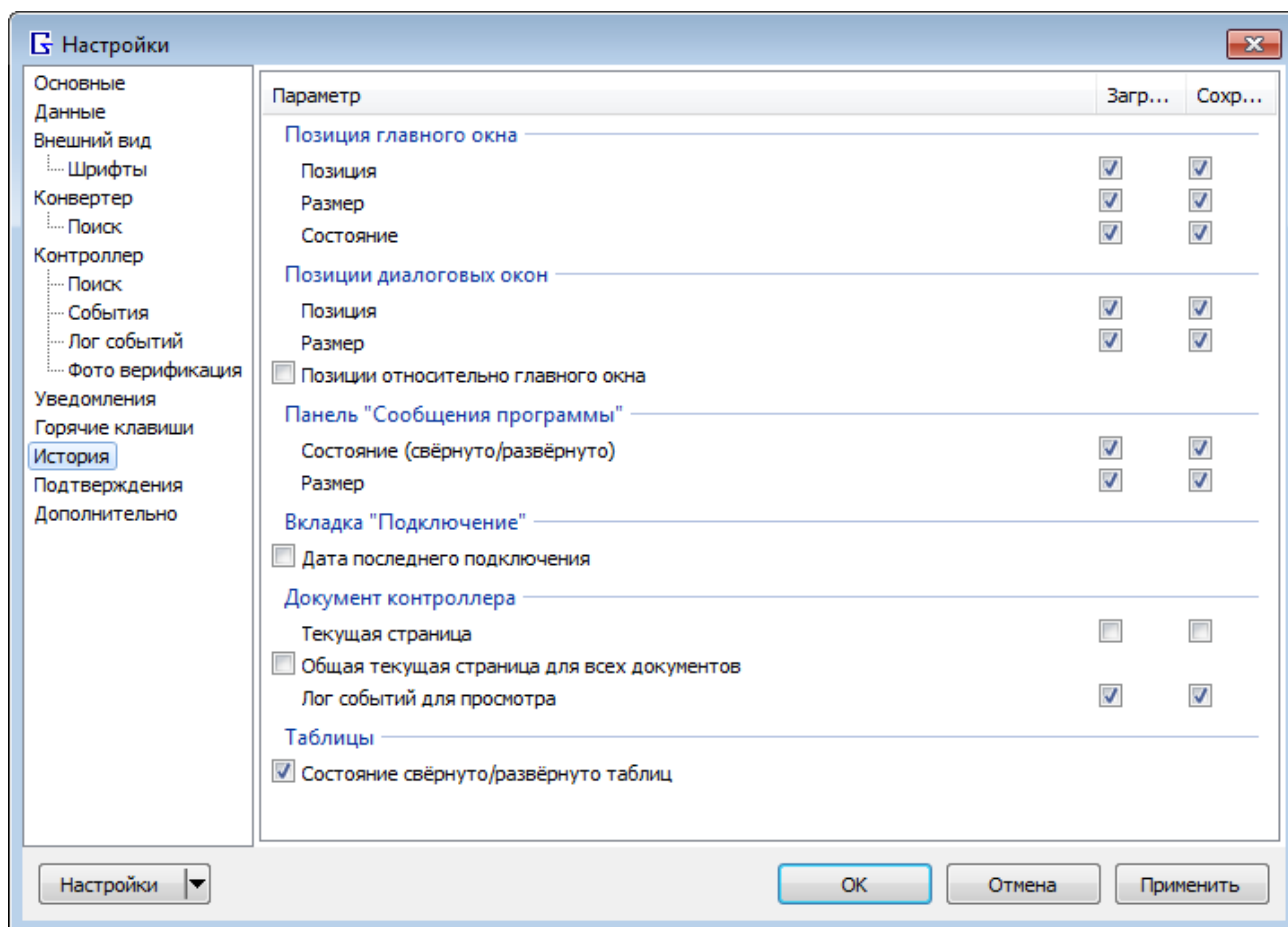 Настройки
Основные
Данные
Внешний вид
Шрифты
Конвертер
Поиск
Контроллер
Поиск
События
Лог событий
Фото верификация
Уведомления
Горячие клавиши
История
Подтверждения
Дополнительно
Параметр Загр... Сохр...
Позиция главного окна
Позиция
Размер
Состояние
Позиции диалоговых окон
Позиция
Размер
Позиции относительно главного окна
Панель "Сообщения программы"
Состояние (свёрнуто/развёрнуто)
Размер
Вкладка "Подключение"
Дата последнего подключения
Документ контроллера
Текущая страница
Общая текущая страница для всех документов
Лог событий для просмотра
Таблицы
Состояние свёрнуто/развёрнуто таблиц
Настройки OK Отмена Применить